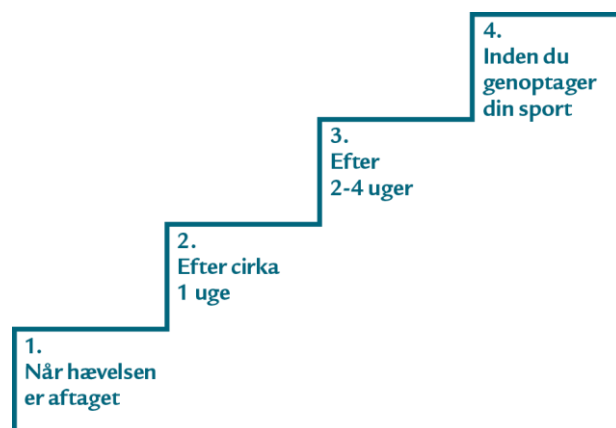 4.
Inden du
genoptager
din sport
3.
Efter
2-4 uger
2.
Efter cirka
1 uge
1.
Når hævelsen
er aftaget